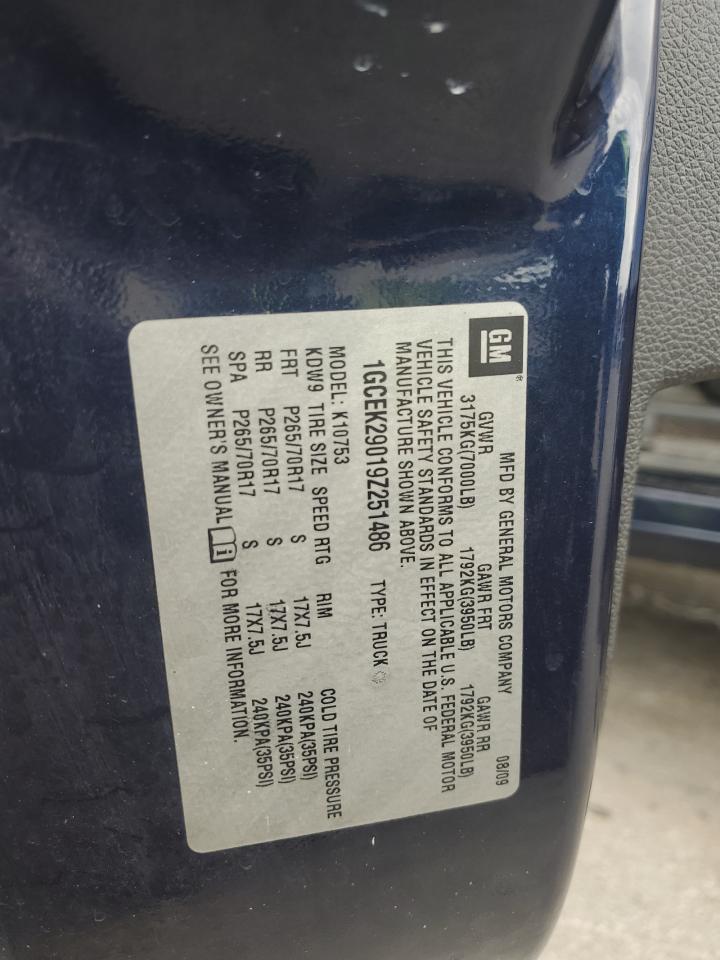 GM®
MFD BY GENERAL MOTORS COMPANY 08/09
GVWR GAWR FRT GAWR RR
3175KG(7000LB) 1792KG(3950LB) 1792KG(3950LB)
THIS VEHICLE CONFORMS TO ALL APPLICABLE U.S. FEDERAL MOTOR
VEHICLE SAFETY STANDARDS IN EFFECT ON THE DATE OF
MANUFACTURE SHOWN ABOVE.
1GCEK29019Z251486 TYPE: TRUCK
MODEL: K10753
KDW9 TIRE SIZE SPEED RTG RIM COLD TIRE PRESSURE
FRT P265/70R17 S 17X7.5J 240KPA(35PSI)
RR P265/70R17 S 17X7.5J 240KPA(35PSI)
SPA P265/70R17 S 17X7.5J 240KPA(35PSI)
SEE OWNER'S MANUAL i FOR MORE INFORMATION.